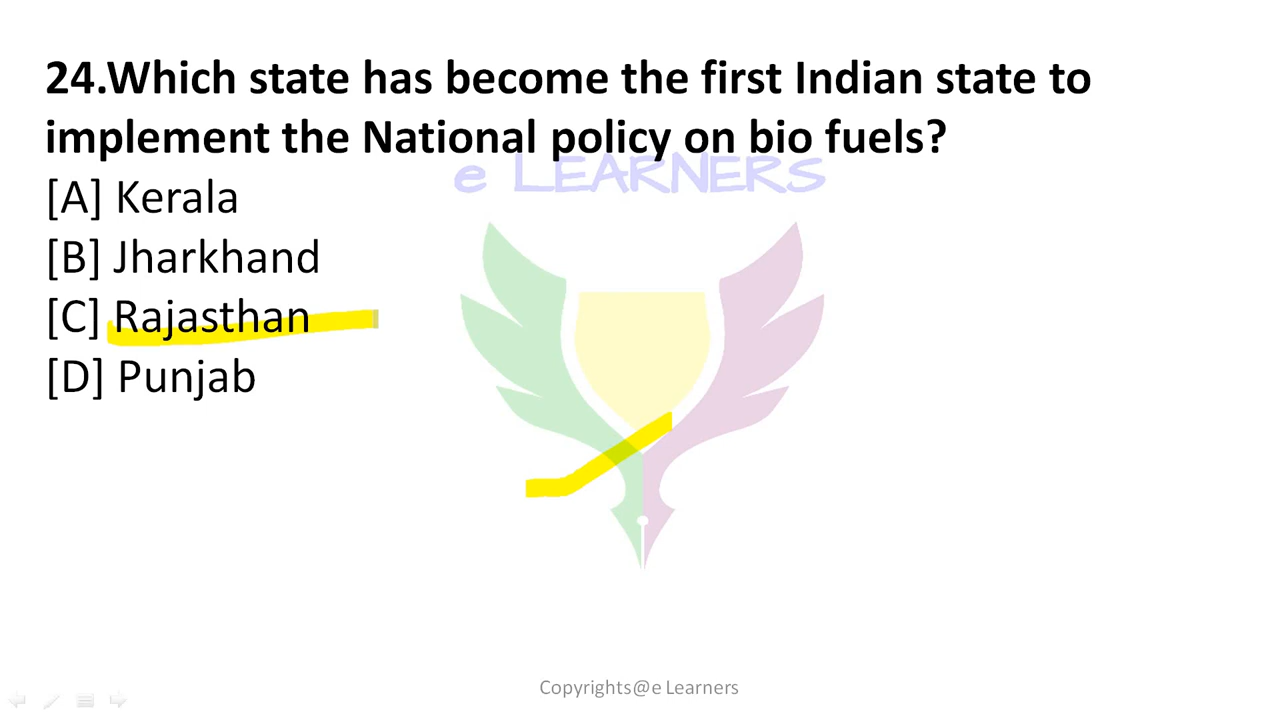 24.Which state has become the first Indian state to
implement the National policy on bio fuels?
e LEARNERS
[A] Kerala
[B] Jharkhand
[C] Rajasthan
[D] Punjab
Copyrights@e Learners